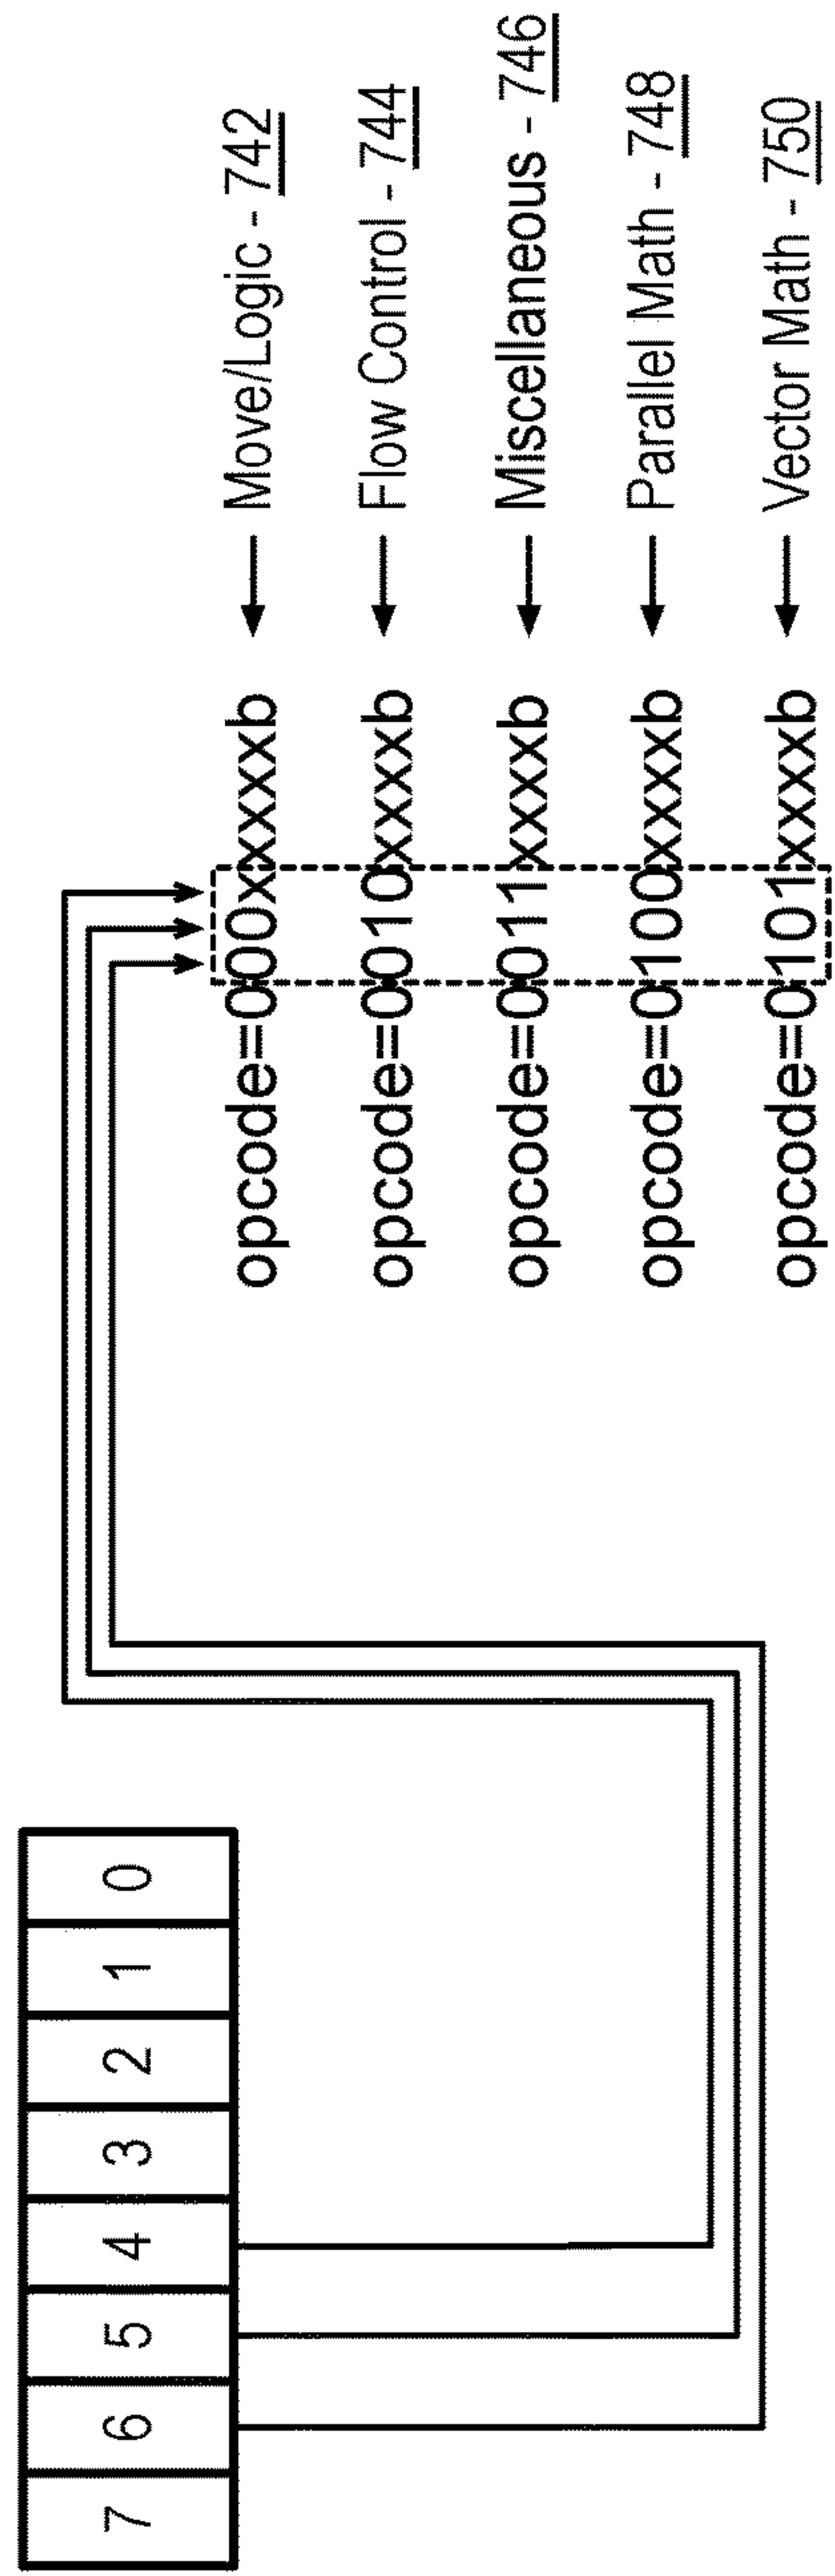 7 6 5 4 3 2 1 0
opcode=000xxxxxb ← Move/Logic - 742
opcode=0010xxxxb ← Flow Control - 744
opcode=0011xxxxb ← Miscellaneous - 746
opcode=0100xxxxb ← Parallel Math - 748
opcode=0101xxxxb ← Vector Math - 750